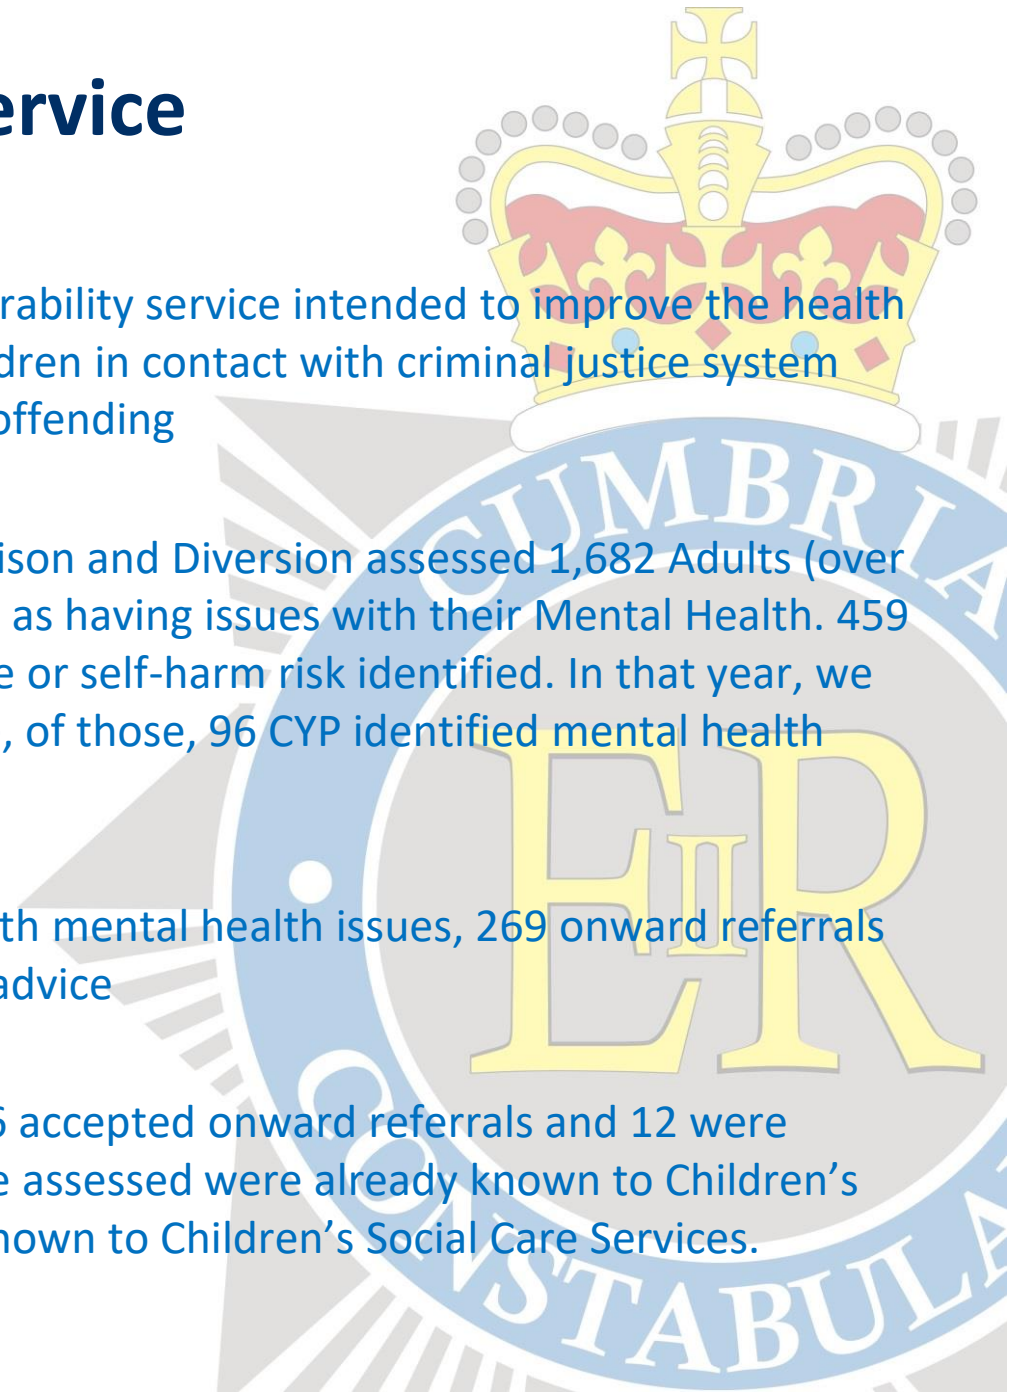 ervice
rability service intended to improve the health
dren in contact with criminal justice system
offending
ison and Diversion assessed 1,682 Adults (over
as having issues with their Mental Health. 459
e or self-harm risk identified. In that year, we
, of those, 96 CYP identified mental health
th mental health issues, 269 onward referrals
advice
6 accepted onward referrals and 12 were
e assessed were already known to Children’s
nown to Children’s Social Care Services.
CUMBRIA
EIIR
CONSTABULA